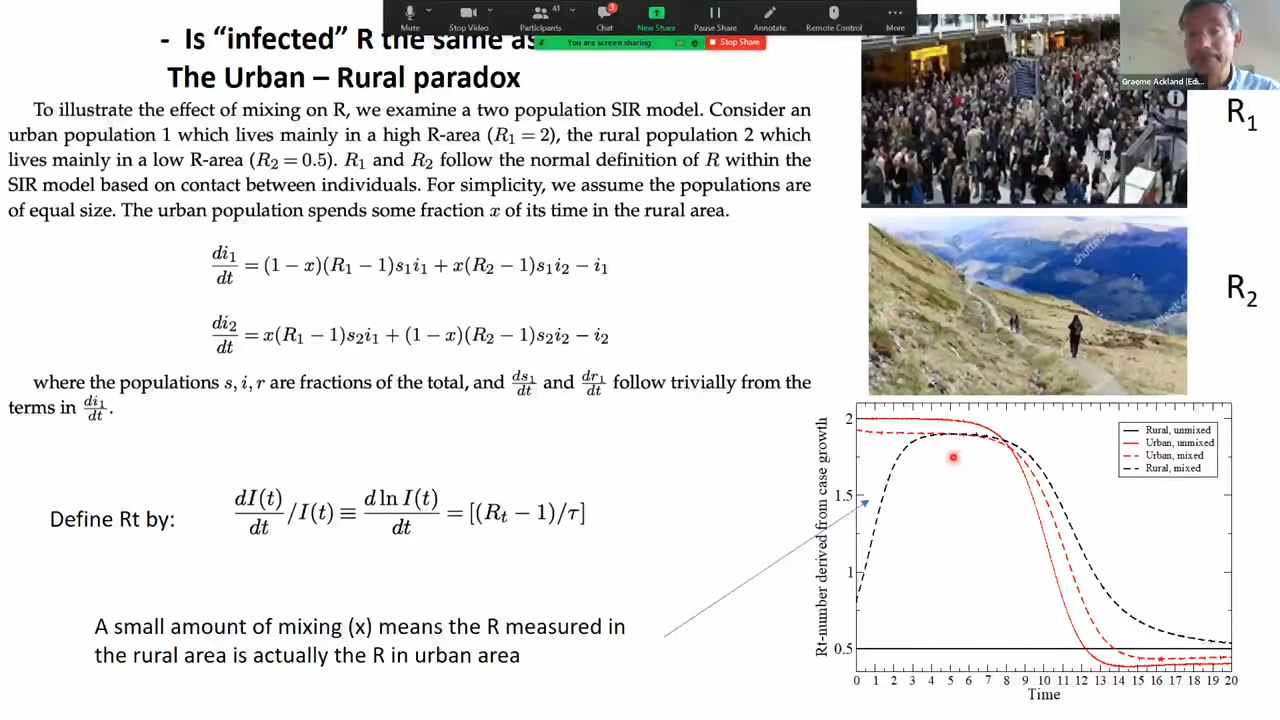 Mute
Stop Video
41
Participants
3
Chat
New Share
Pause Share
Annotate
Remote Control
More
You are screen sharing
Stop Share
Graeme Ackland (Edi...
- Is “infected” R the same as
The Urban – Rural paradox
To illustrate the effect of mixing on R, we examine a two population SIR model. Consider an
urban population 1 which lives mainly in a high R-area (R₁ = 2), the rural population 2 which
lives mainly in a low R-area (R₂ = 0.5). R₁ and R₂ follow the normal definition of R within the
SIR model based on contact between individuals. For simplicity, we assume the populations are
of equal size. The urban population spends some fraction x of its time in the rural area.
di₁/dt = (1 − x)(R₁ − 1)s₁i₁ + x(R₂ − 1)s₁i₂ − i₁
di₂/dt = x(R₁ − 1)s₂i₁ + (1 − x)(R₂ − 1)s₂i₂ − i₂
where the populations s, i, r are fractions of the total, and ds₁/dt and dr₁/dt follow trivially from the
terms in di₁/dt.
Define Rt by:
dI(t)/dt /I(t) ≡ d ln I(t)/dt = [(Rₜ − 1)/τ]
A small amount of mixing (x) means the R measured in
the rural area is actually the R in urban area
R₁
R₂
shutterstock
Rt-number derived from case growth
2
1.5
1
0.5
Rural, unmixed
Urban, unmixed
Urban, mixed
Rural, mixed
0 1 2 3 4 5 6 7 8 9 10 11 12 13 14 15 16 17 18 19 20
Time